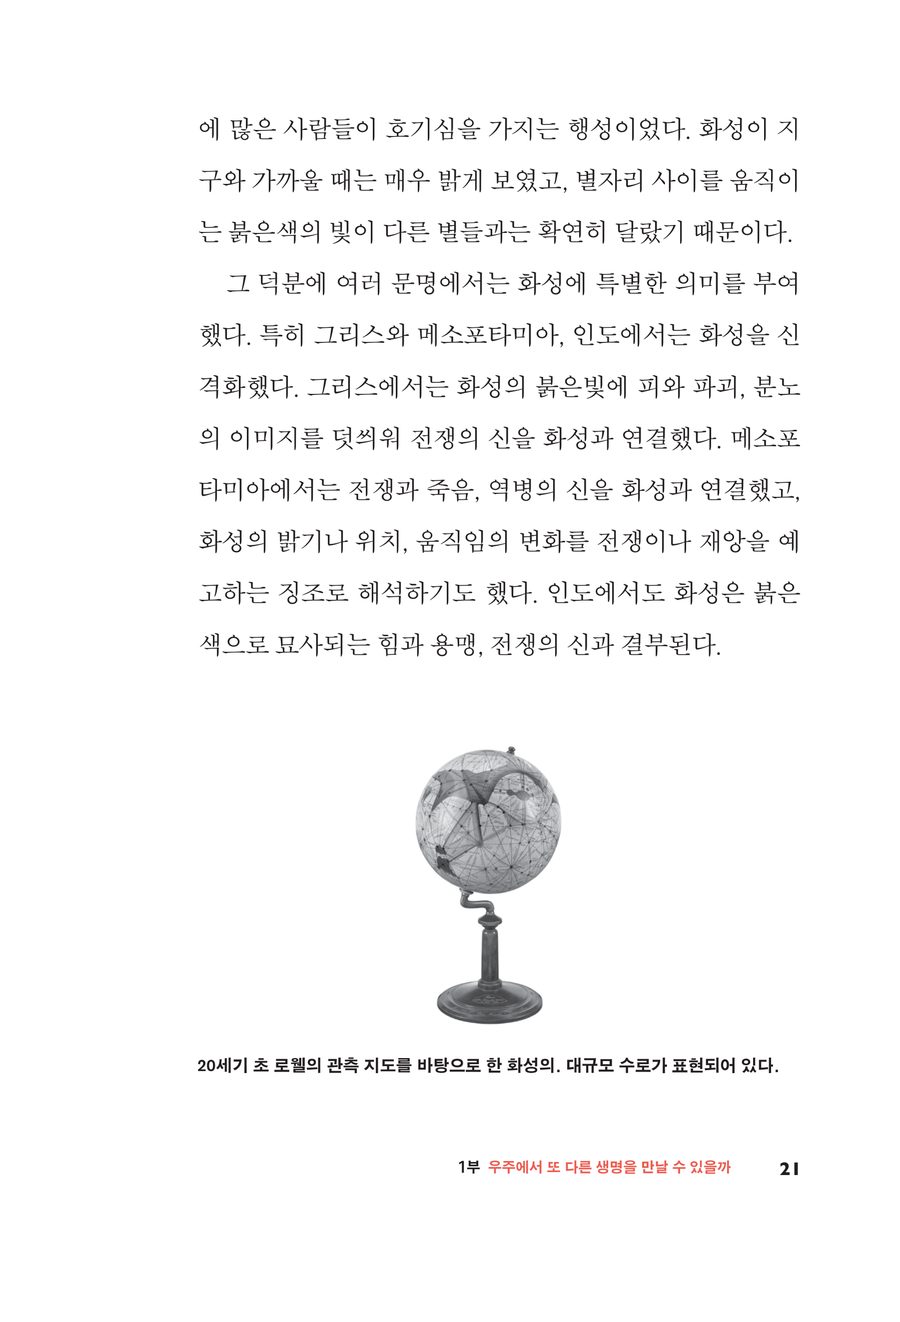 에 많은 사람들이 호기심을 가지는 행성이었다. 화성이 지
구와 가까울 때는 매우 밝게 보였고, 별자리 사이를 움직이
는 붉은색의 빛이 다른 별들과는 확연히 달랐기 때문이다.
그 덕분에 여러 문명에서는 화성에 특별한 의미를 부여
했다. 특히 그리스와 메소포타미아, 인도에서는 화성을 신
격화했다. 그리스에서는 화성의 붉은빛에 피와 파괴, 분노
의 이미지를 덧씌워 전쟁의 신을 화성과 연결했다. 메소포
타미아에서는 전쟁과 죽음, 역병의 신을 화성과 연결했고,
화성의 밝기나 위치, 움직임의 변화를 전쟁이나 재앙을 예
고하는 징조로 해석하기도 했다. 인도에서도 화성은 붉은
색으로 묘사되는 힘과 용맹, 전쟁의 신과 결부된다.
20세기 초 로웰의 관측 지도를 바탕으로 한 화성의. 대규모 수로가 표현되어 있다.
1부 우주에서 또 다른 생명을 만날 수 있을까 21